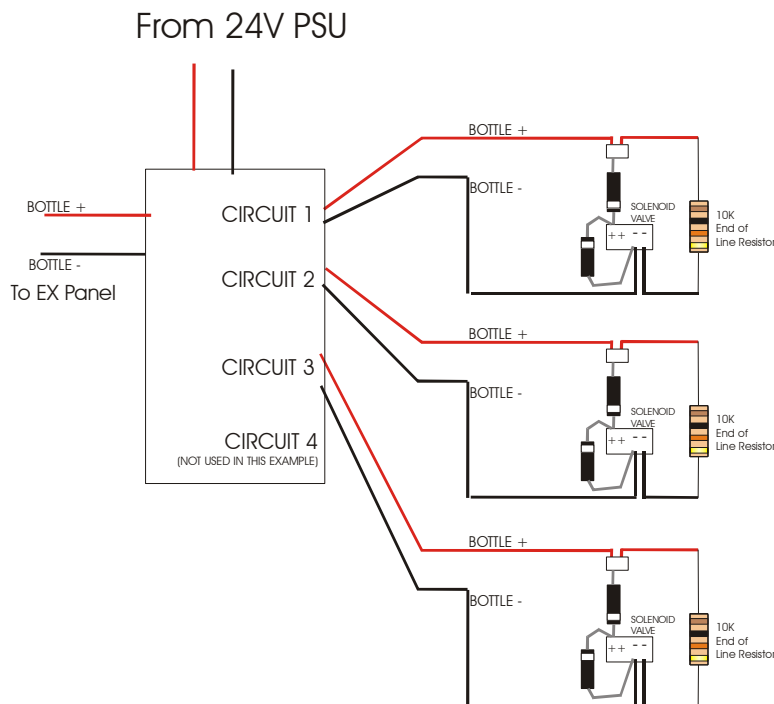 From 24V PSU
BOTTLE +
BOTTLE -
To EX Panel
CIRCUIT 1
CIRCUIT 2
CIRCUIT 3
CIRCUIT 4
(NOT USED IN THIS EXAMPLE)
BOTTLE +
BOTTLE -
SOLENOID
VALVE
++ --
10K
End of
Line Resistor
BOTTLE +
BOTTLE -
SOLENOID
VALVE
++ --
10K
End of
Line Resistor
BOTTLE +
BOTTLE -
SOLENOID
VALVE
++ --
10K
End of
Line Resistor